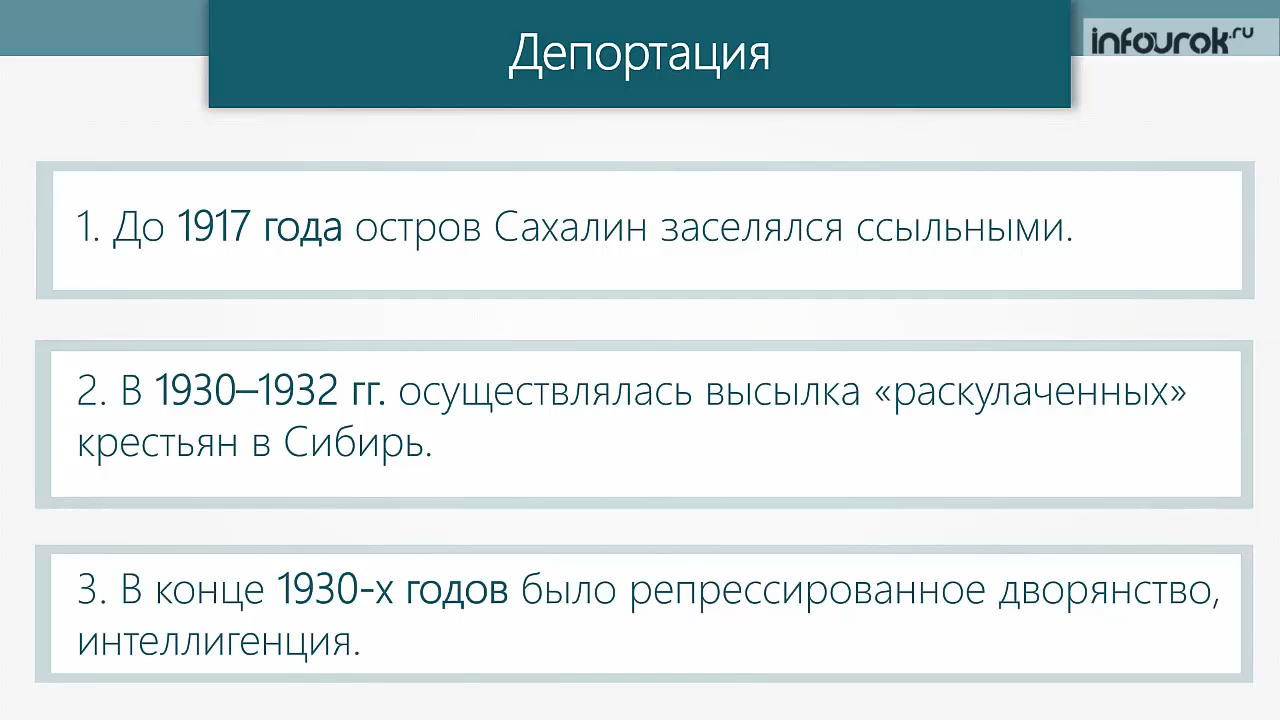 Депортация
infourok.ru
1. До 1917 года остров Сахалин заселялся ссыльными.
2. В 1930–1932 гг. осуществлялась высылка «раскулаченных»
крестьян в Сибирь.
3. В конце 1930-х годов было репрессированное дворянство,
интеллигенция.